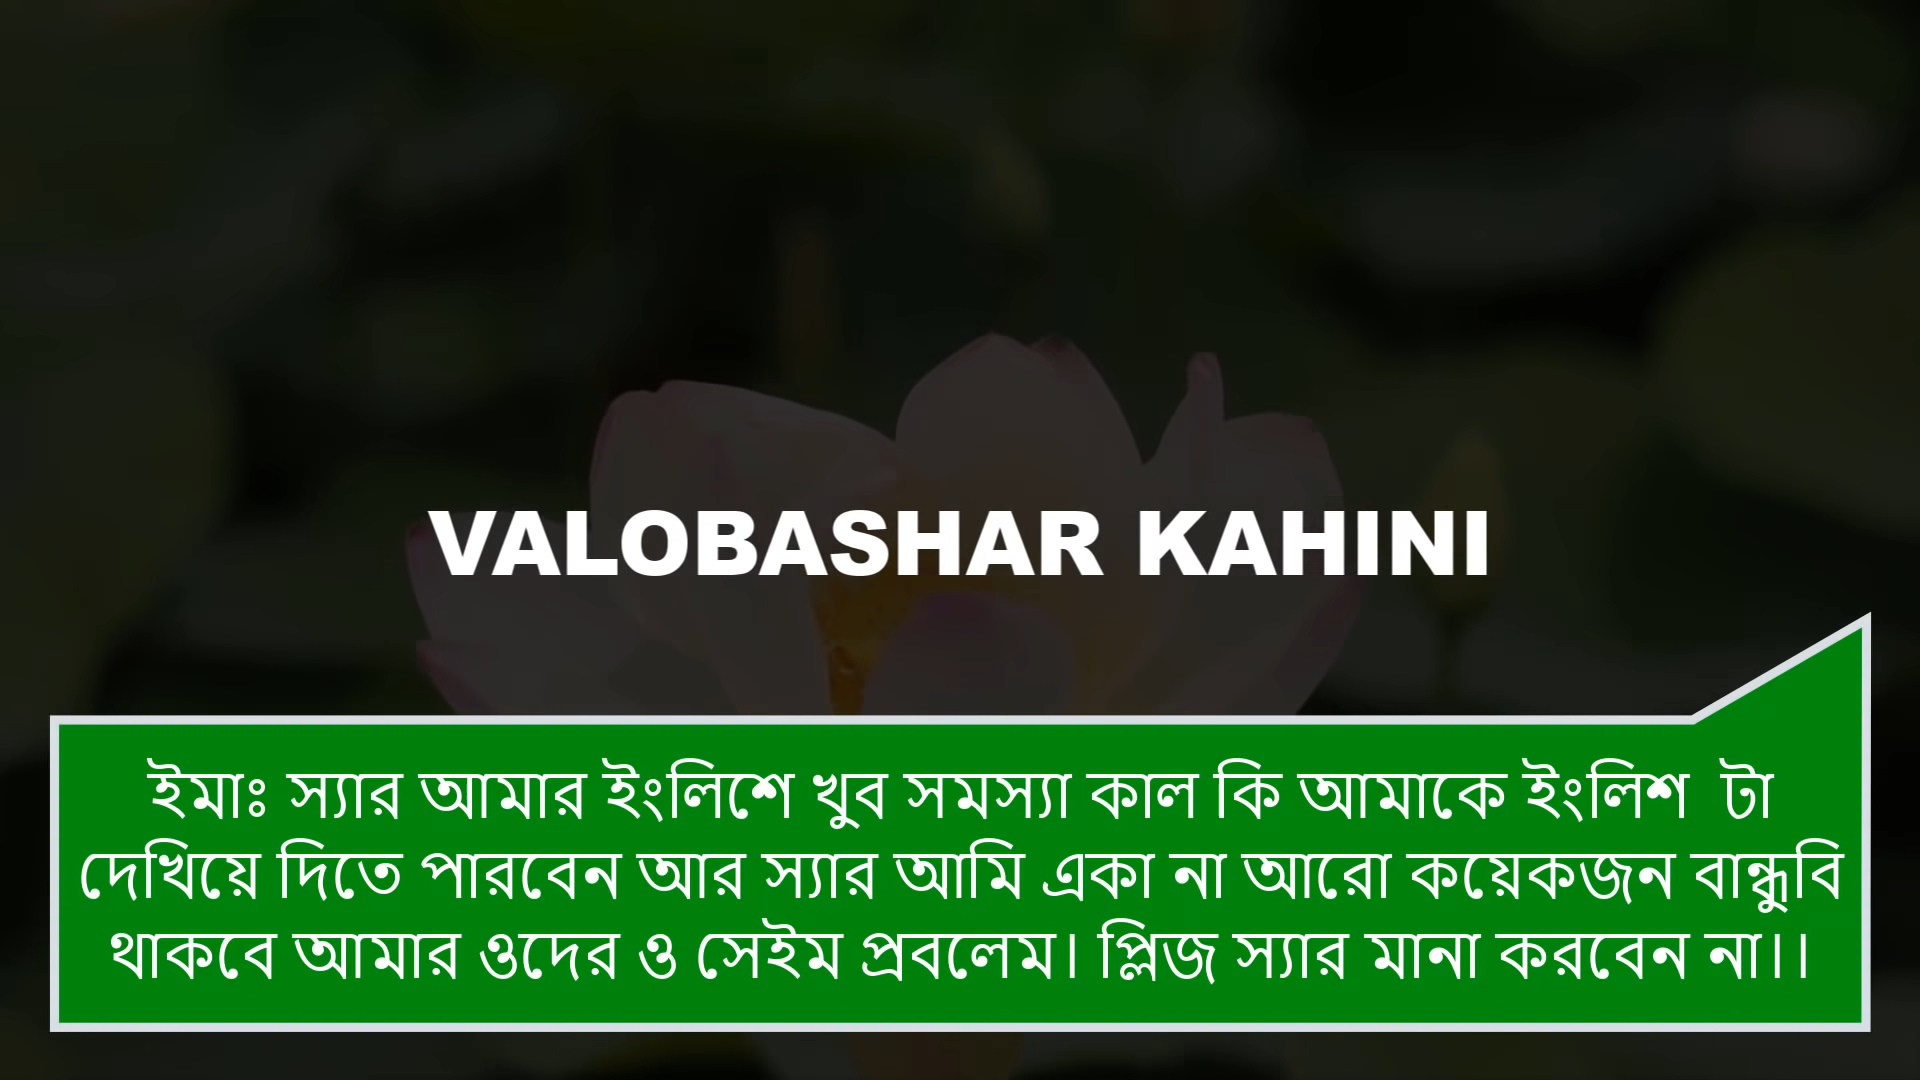 VALOBASHAR KAHINI
ইমাঃ স্যার আমার ইংলিশে খুব সমস্যা কাল কি আমাকে ইংলিশ  টা
দেখিয়ে দিতে পারবেন আর স্যার আমি একা না আরো কয়েকজন বান্ধুবি
থাকবে আমার ওদের ও সেইম প্রবলেম। প্লিজ স্যার মানা করবেন না।।